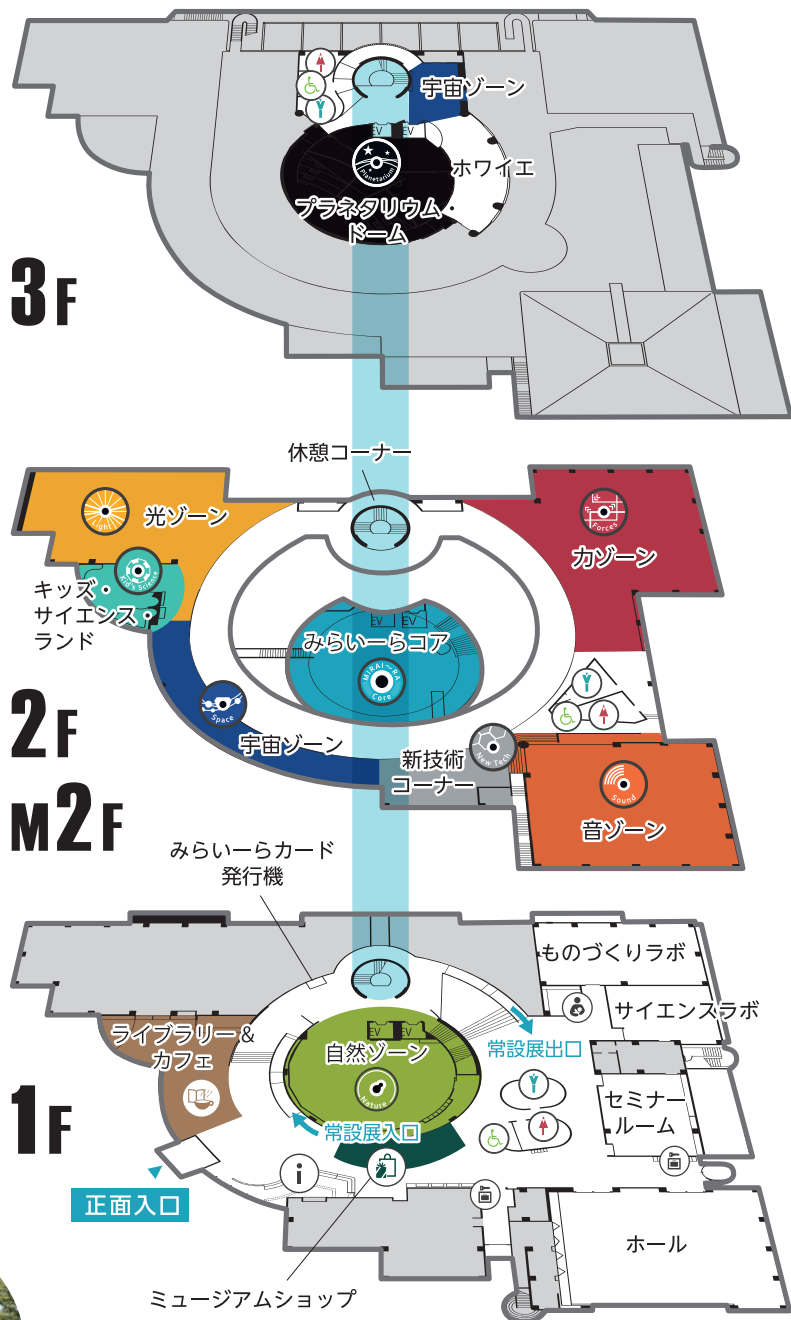 宇宙ゾーン
EV
EV
Planetarium
ホワイエ
プラネタリウム
ドーム
3F
休憩コーナー
Light
光ゾーン
Forces
力ゾーン
Kid's Science
キッズ
サイエンス
ランド
EV
EV
みらいーらコア
MIRAI〜RA
Core
Space
宇宙ゾーン
2F
新技術
コーナー
New Tech
Sound
音ゾーン
M2F
みらいーらカード
発行機
ものづくりラボ
サイエンスラボ
ライブラリー&
カフェ
EV
EV
自然ゾーン
常設展出口
Nature
1F
セミナー
ルーム
常設展入口
i
正面入口
ホール
ミュージアムショップ